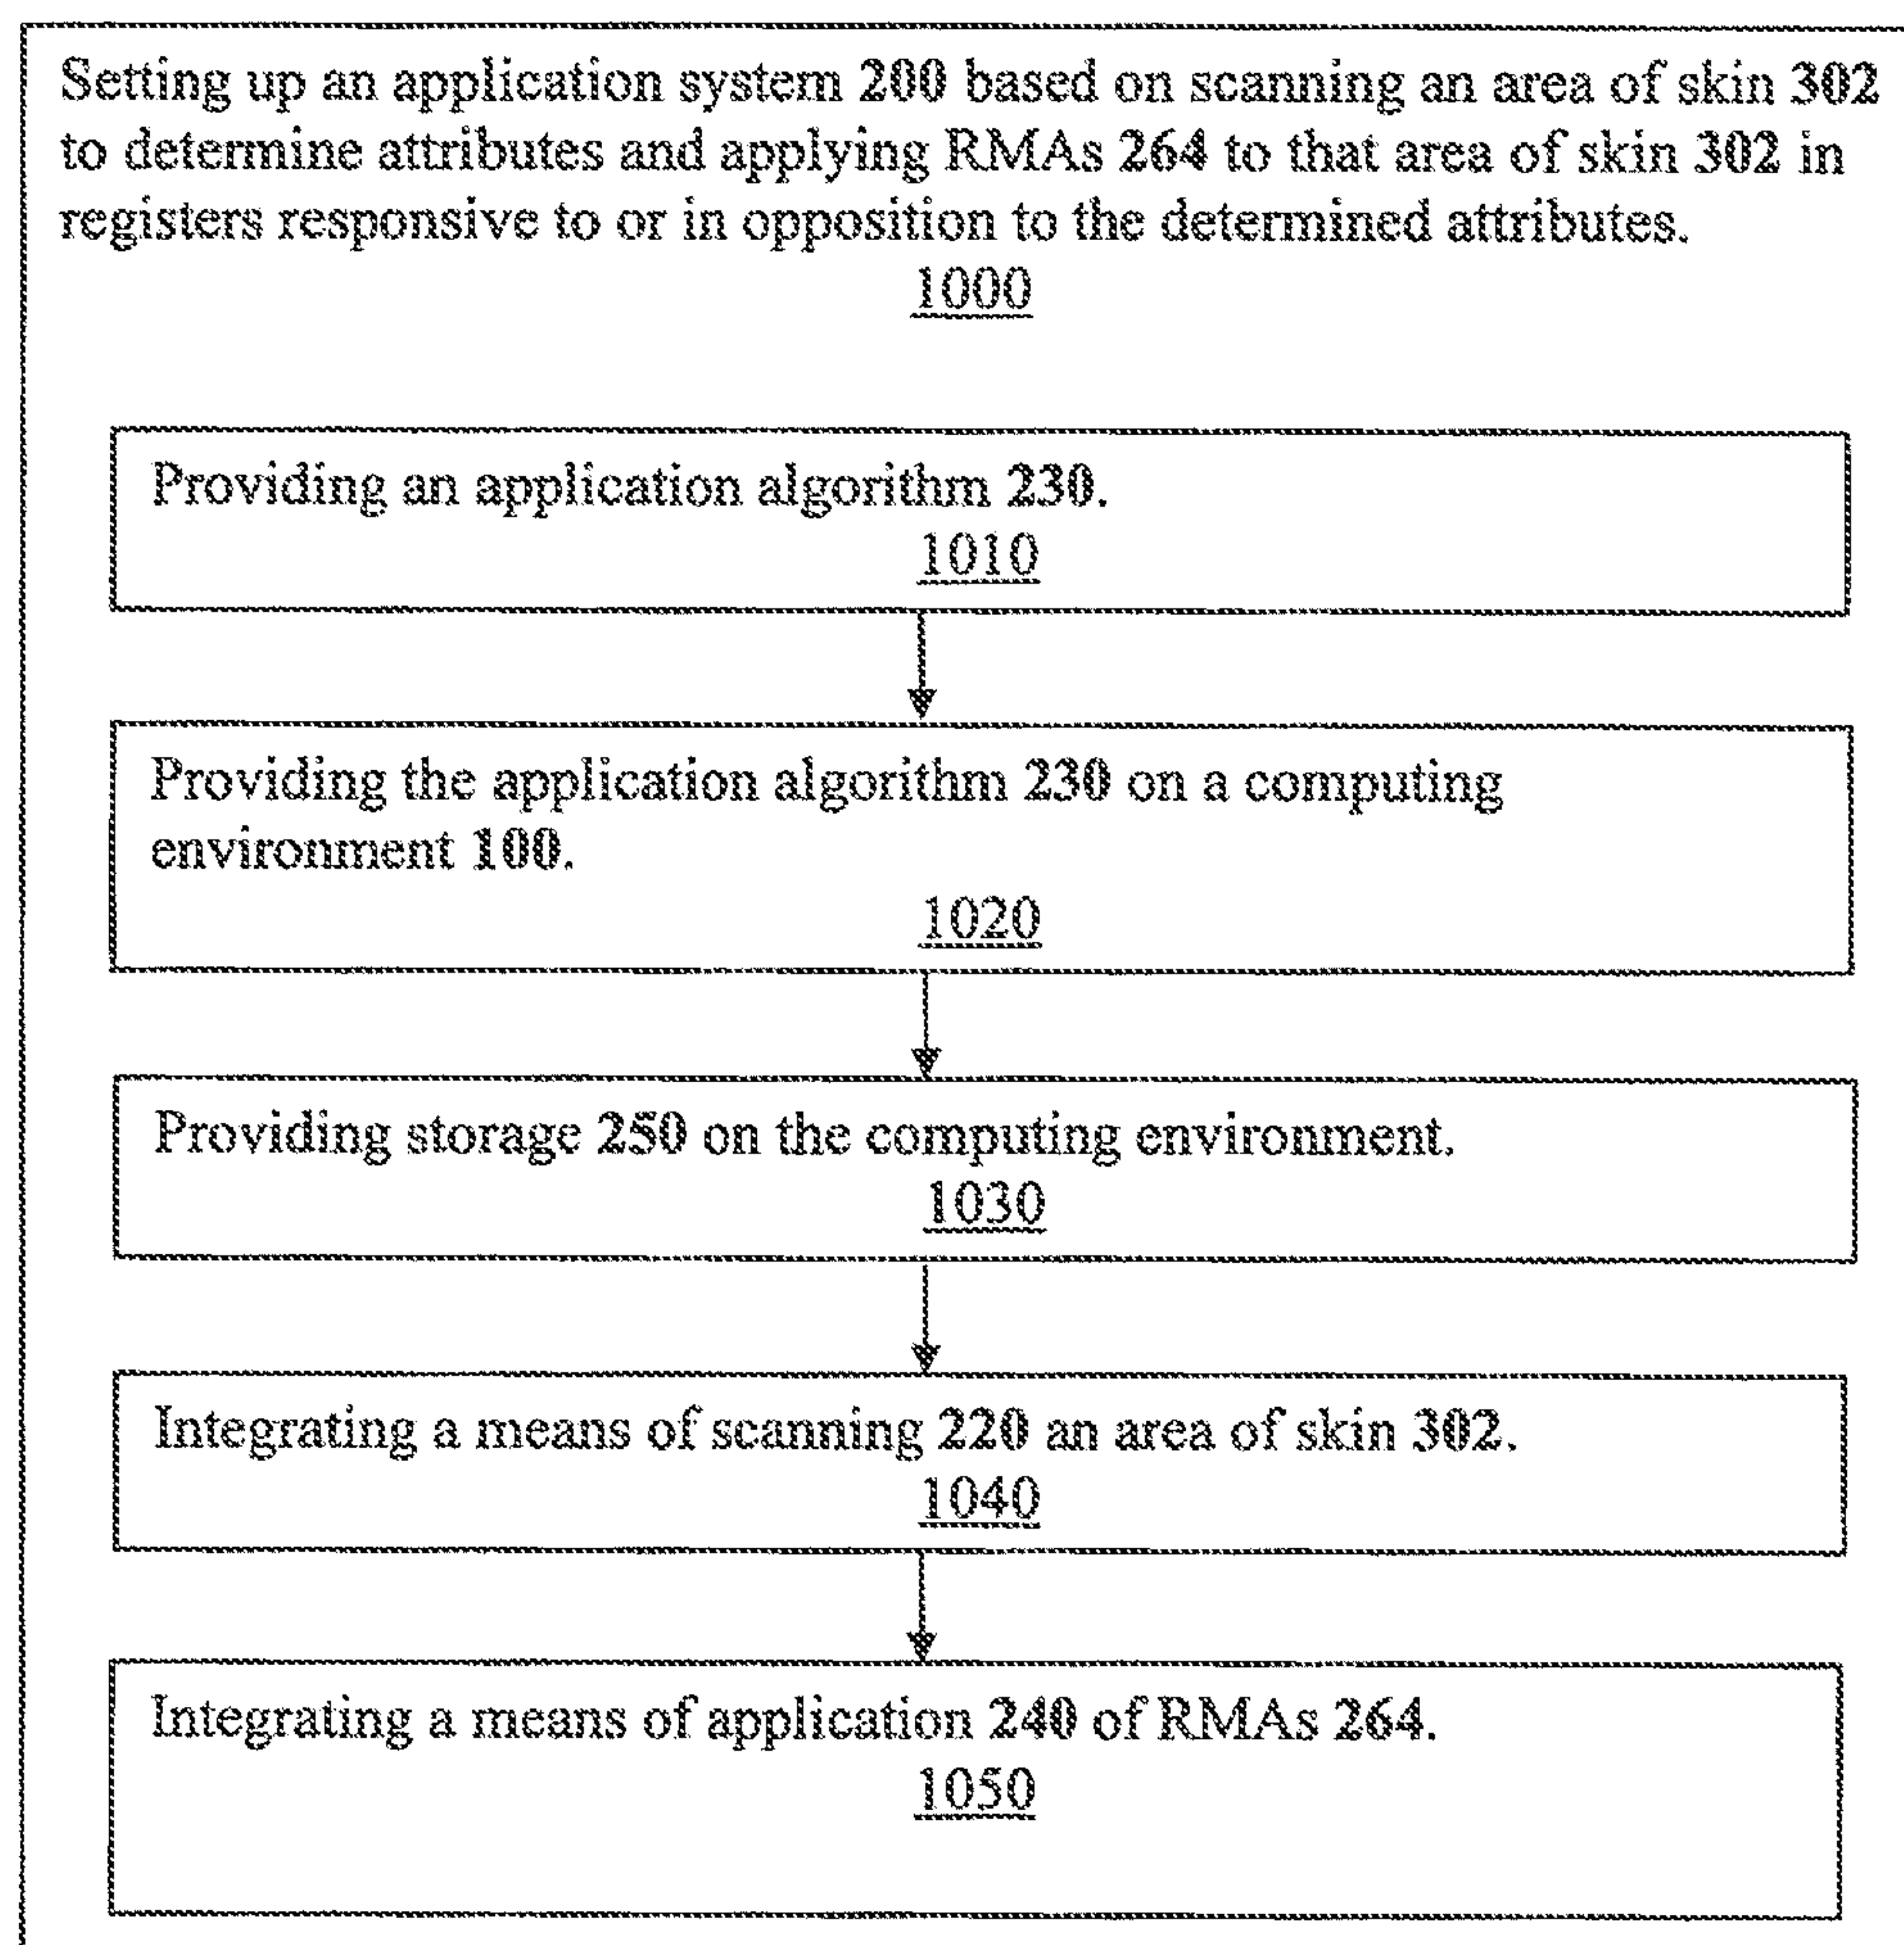 Setting up an application system 200 based on scanning an area of skin 302
to determine attributes and applying RMAs 264 to that area of skin 302 in
registers responsive to or in opposition to the determined attributes.
1000
Providing an application algorithm 230.
1010
Providing the application algorithm 230 on a computing
environment 100.
1020
Providing storage 250 on the computing environment.
1030
Integrating a means of scanning 220 an area of skin 302.
1040
Integrating a means of application 240 of RMAs 264.
1050